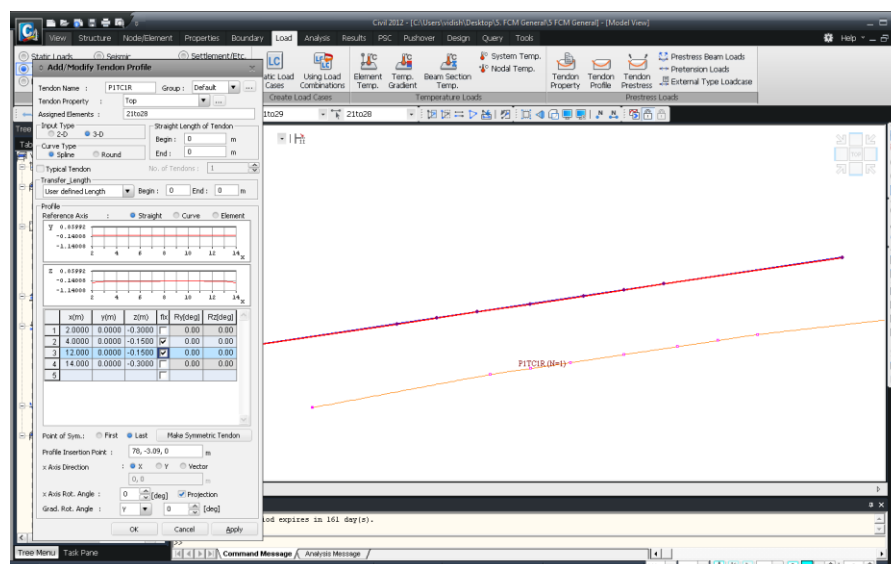 Civil 2012 - [C:\Users\vidish\Desktop\5. FCM General\5 FCM General] - [Model View]
View Structure Node/Element Properties Boundary Load Analysis Results PSC Pushover Design Query Tools Help
Static Loads Seismic Settlement/Etc.
Add/Modify Tendon Profile
LC
System Temp.
Nodal Temp.
Prestress Beam Loads
Pretension Loads
External Type Loadcase
atic Load Cases
Using Load Combinations
Element Temp.
Temp. Gradient
Beam Section Temp.
Tendon Property
Tendon Profile
Tendon Prestress
Create Load Cases
Temperature Loads
Prestress Loads
1to29
21to28
Tree
Tab
Tendon Name : P1TC1R Group : Default ...
Tendon Property : Top ...
Assigned Elements : 21to28
Input Type
2-D 3-D
Straight Length of Tendon
Begin : 0 m
Curve Type
Spline Round
End : 0 m
Typical Tendon No. of Tendons : 1
Transfer_Length
User defined Length Begin : 0 End : 0 m
Profile
Reference Axis : Straight Curve Element
Y 0.85992
-0.14008
-1.14008
2 4 6 8 10 12 14 x
Z 0.85992
-0.14008
-1.14008
2 4 6 8 10 12 14 x
x(m) y(m) z(m) fix Ry[deg] Rz[deg]
1 2.0000 0.0000 -0.3000 0.00 0.00
2 4.0000 0.0000 -0.1500 0.00 0.00
3 12.000 0.0000 -0.1500 0.00 0.00
4 14.000 0.0000 -0.3000 0.00 0.00
5
P1TC1R(N=1)
Point of Sym.: First Last Make Symmetric Tendon
Profile Insertion Point : 78, -3.09, 0 m
x Axis Direction : X Y Vector
0, 0 m
x Axis Rot. Angle : 0 [deg] Projection
Grad. Rot. Angle : Y 0 [deg]
OK Cancel Apply
od expires in 161 day(s).
>>
Tree Menu Task Pane
Command Message Analysis Message